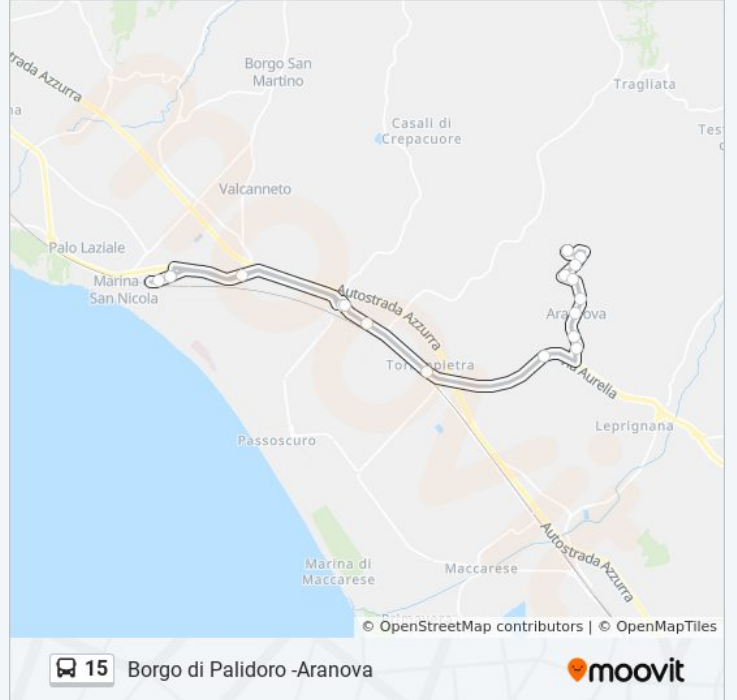 Borgo San
Martino
trada Azzurra
Tragliata
Casali di
Crepacuore
Valcanneto
Palo Laziale
Marina
San Nicola
Autostrada Azzurra
Aranova
Torrimpietra
Via Aurelia
Leprignana
Passoscuro
Autostrada Azzurra
Marina di
Maccarese
Maccarese
© OpenStreetMap contributors | © OpenMapTiles
15 Borgo di Palidoro -Aranova
moovit